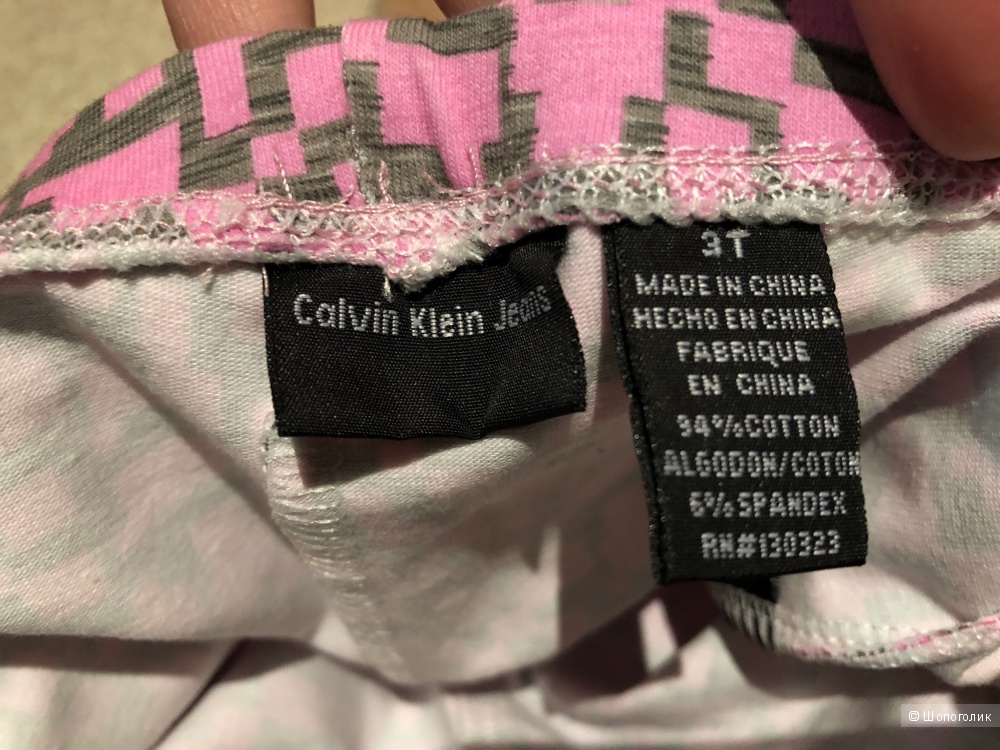 Calvin Klein Jeans
3T
MADE IN CHINA
HECHO EN CHINA
FABRIQUE
EN CHINA
94%COTTON
ALGODON/COTON
6%SPANDEX
RN#130323
© Шопоголик